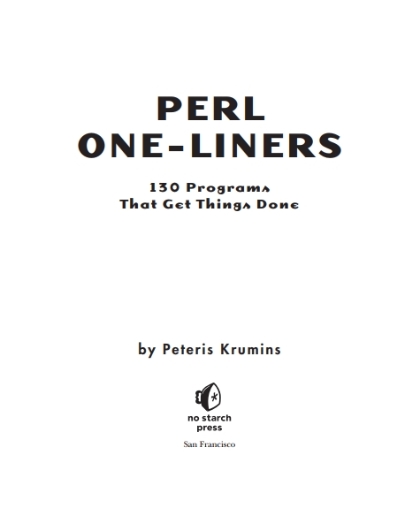 PERL
ONE-LINERS
130 Programs
That Get Things Done
by Peteris Krumins
no starch
press
San Francisco